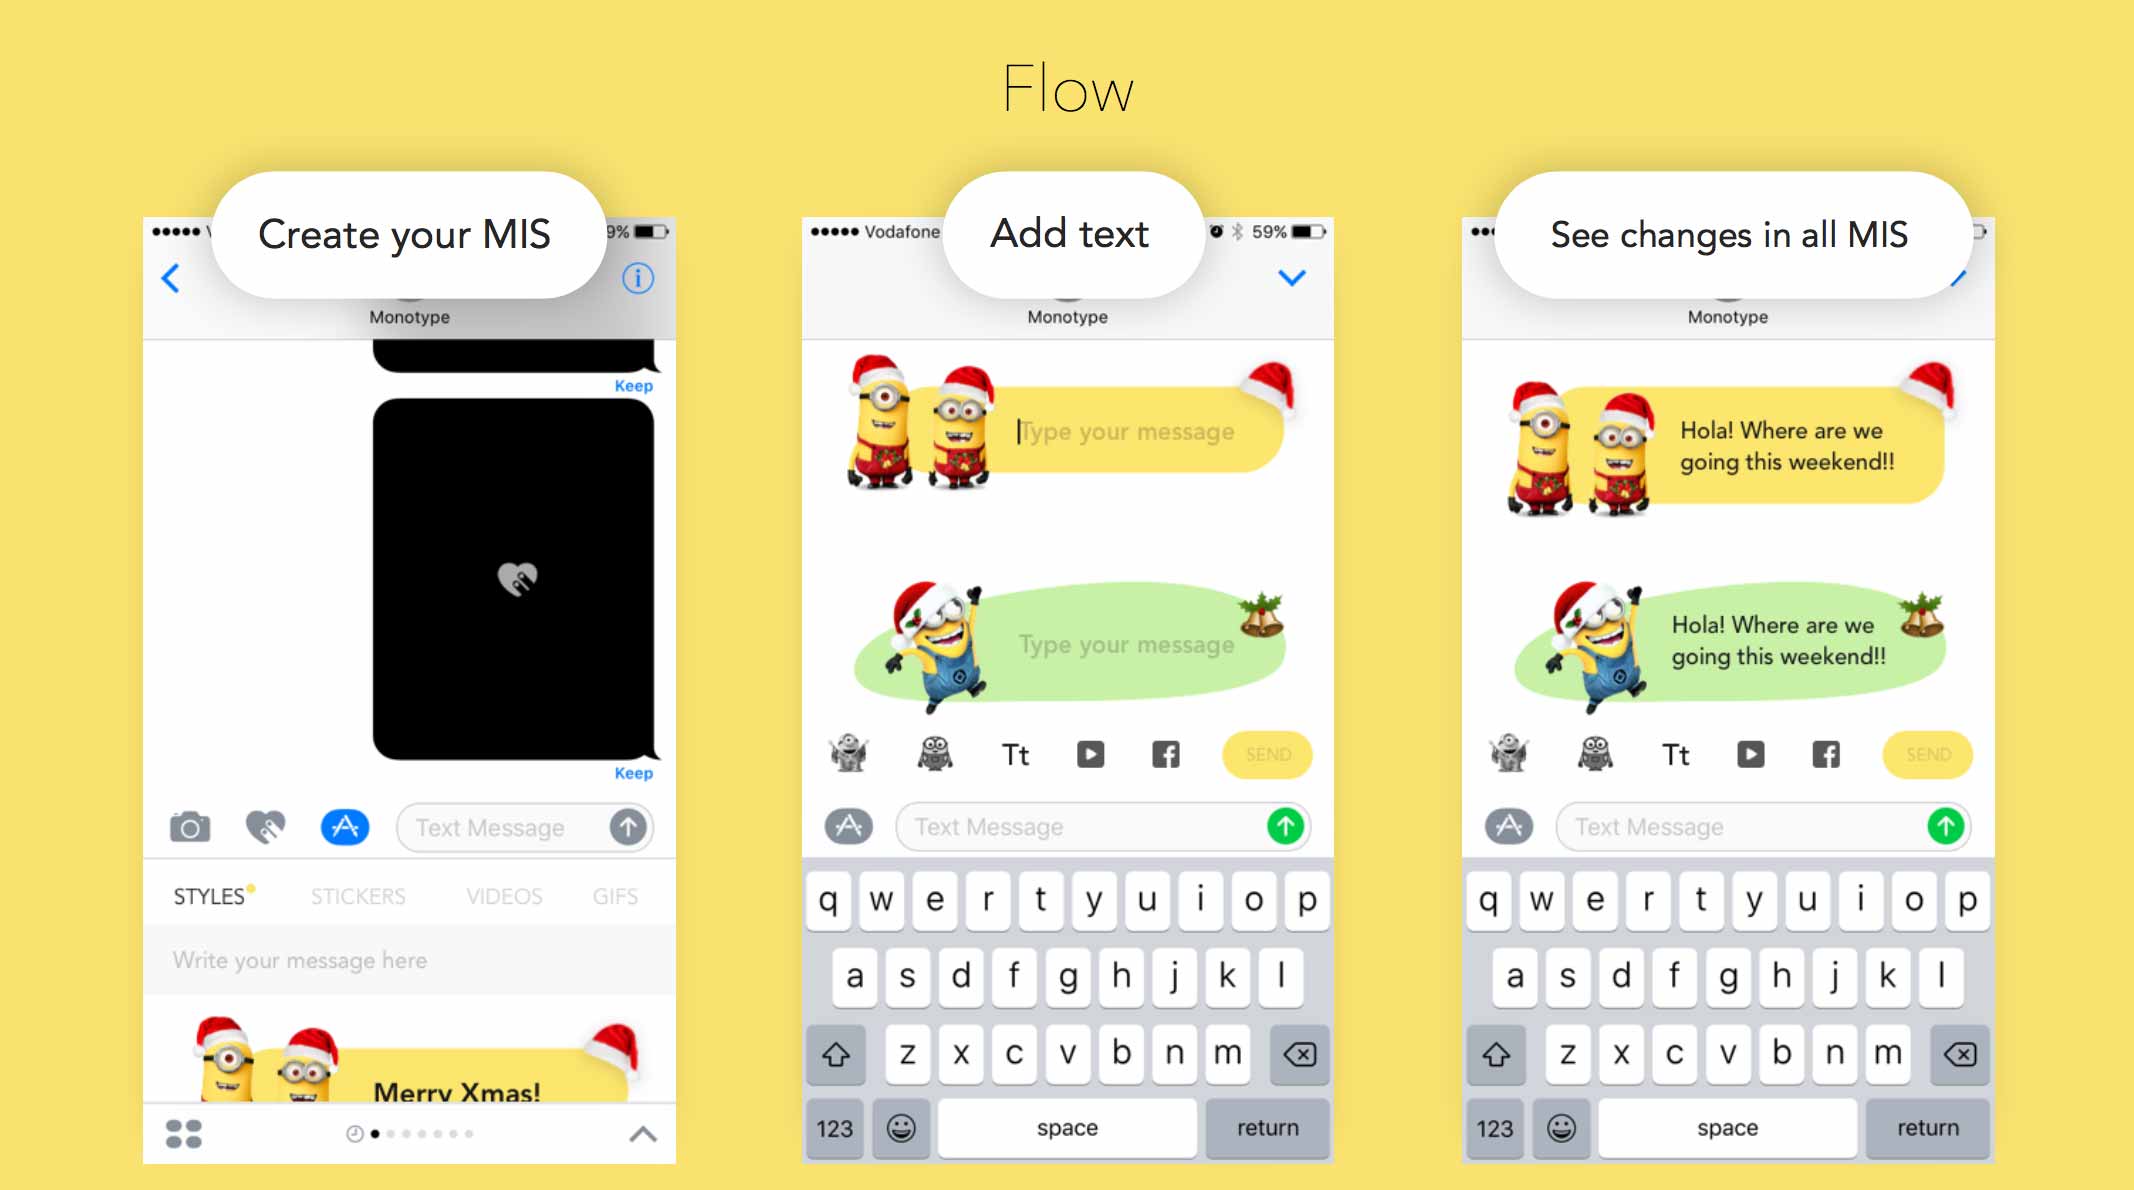 Flow
Create your MIS
9%
Monotype
Keep
Keep
Text Message
STYLES
STICKERS
VIDEOS
GIFS
Write your message here
Merry Xmas!
Add text
Vodafone
59%
Monotype
Type your message
Type your message
Tt
SEND
Text Message
q w e r t y u i o p
a s d f g h j k l
z x c v b n m
123
space
return
See changes in all MIS
Monotype
Hola! Where are we
going this weekend!!
Hola! Where are we
going this weekend!!
Tt
SEND
Text Message
q w e r t y u i o p
a s d f g h j k l
z x c v b n m
123
space
return